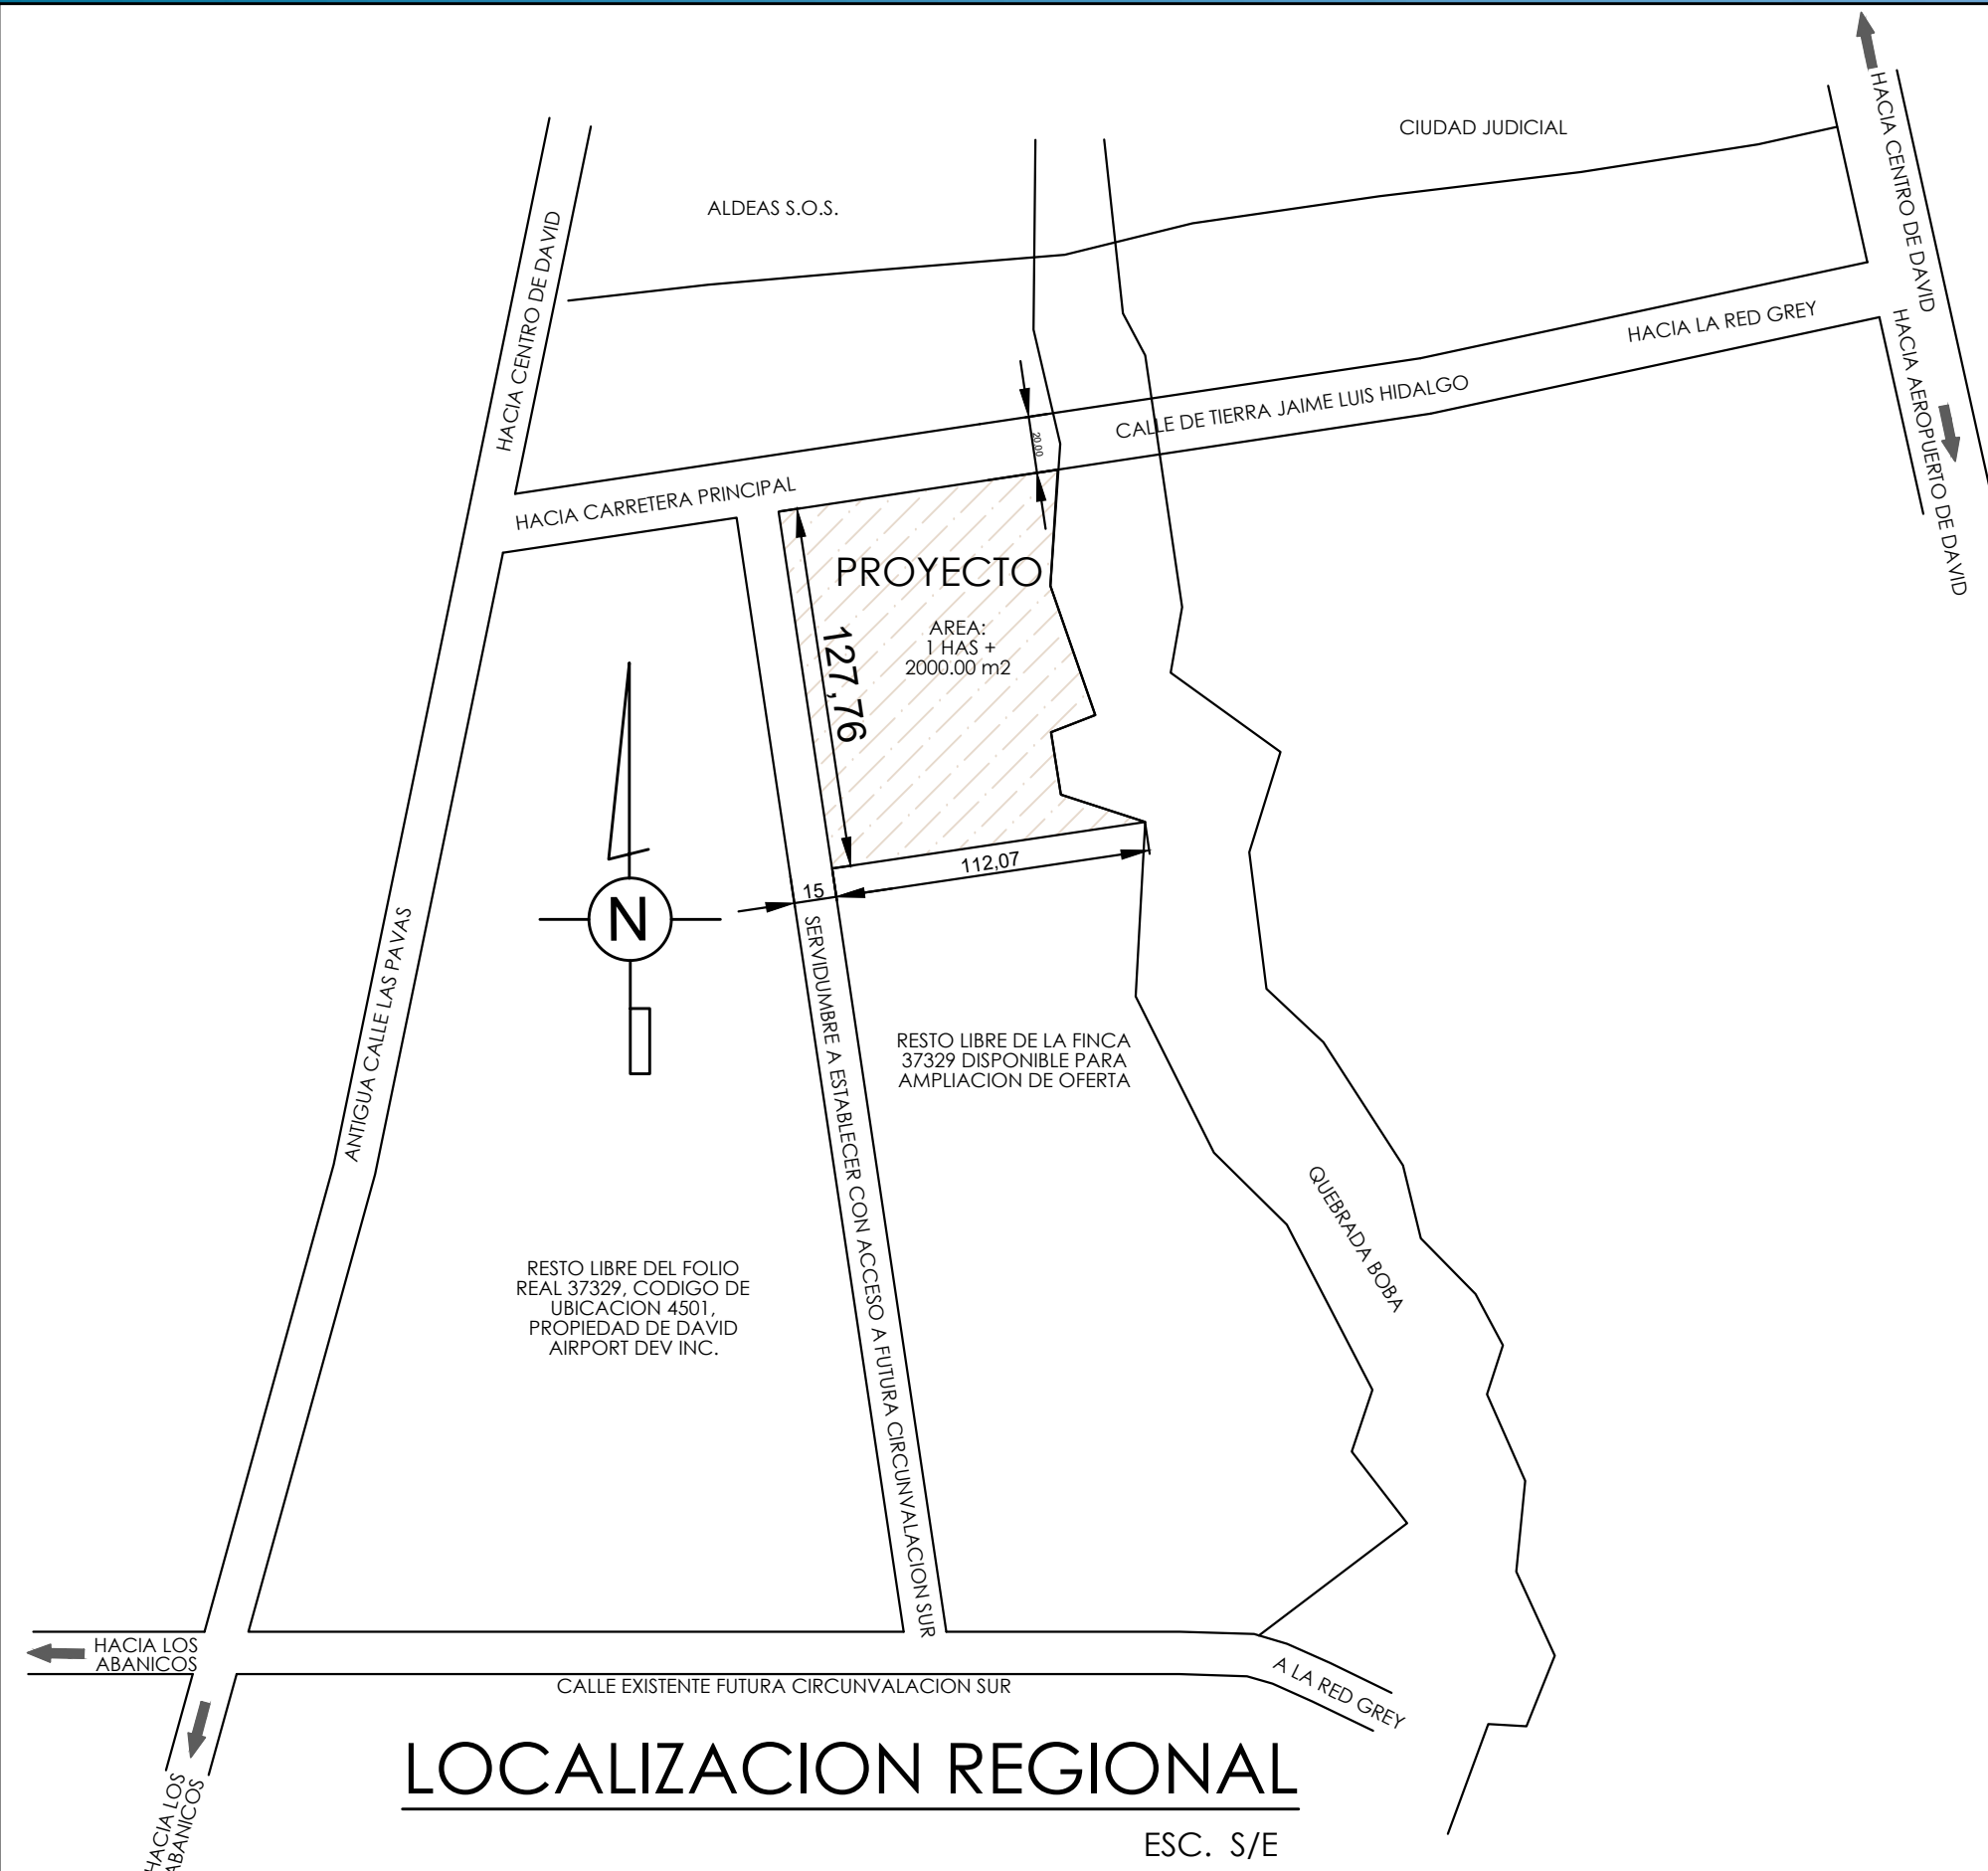 CIUDAD JUDICIAL
HACIA CENTRO DE DAVID
ALDEAS S.O.S.
HACIA CENTRO DE DAVID
HACIA LA RED GREY
HACIA AEROPUERTO DE DAVID
CALLE DE TIERRA JAIME LUIS HIDALGO
20.00
HACIA CARRETERA PRINCIPAL
PROYECTO
AREA:
1 HAS +
2000.00 m2
127,76
112,07
15
N
ANTIGUA CALLE LAS PAVAS
SERVIDUMBRE A ESTABLECER CON ACCESO A FUTURA CIRCUNVALACION SUR
RESTO LIBRE DE LA FINCA
37329 DISPONIBLE PARA
AMPLIACION DE OFERTA
QUEBRADA BOBA
RESTO LIBRE DEL FOLIO
REAL 37329, CODIGO DE
UBICACION 4501,
PROPIEDAD DE DAVID
AIRPORT DEV INC.
HACIA LOS
ABANICOS
A LA RED GREY
CALLE EXISTENTE FUTURA CIRCUNVALACION SUR
HACIA LOS
ABANICOS
LOCALIZACION REGIONAL
ESC. S/E